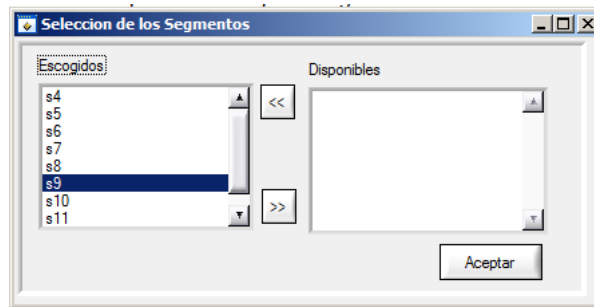 Seleccion de los Segmentos
Escogidos
Disponibles
s4
s5
s6
s7
s8
s9
s10
s11
<<
>>
Aceptar